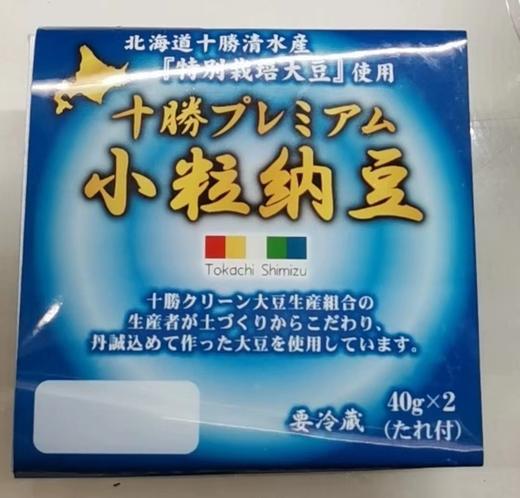 北海道十勝清水産
『特別栽培大豆』使用
十勝プレミアム
小粒納豆
Tokachi Shimizu
十勝クリーン大豆生産組合の
生産者が土づくりからこだわり、
丹誠込めて作った大豆を使用しています。
要冷蔵
40g×2
(たれ付)